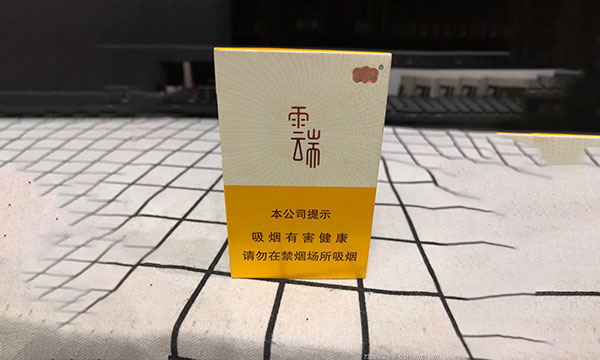 ®
雲端
本公司提示
吸烟有害健康
请勿在禁烟场所吸烟